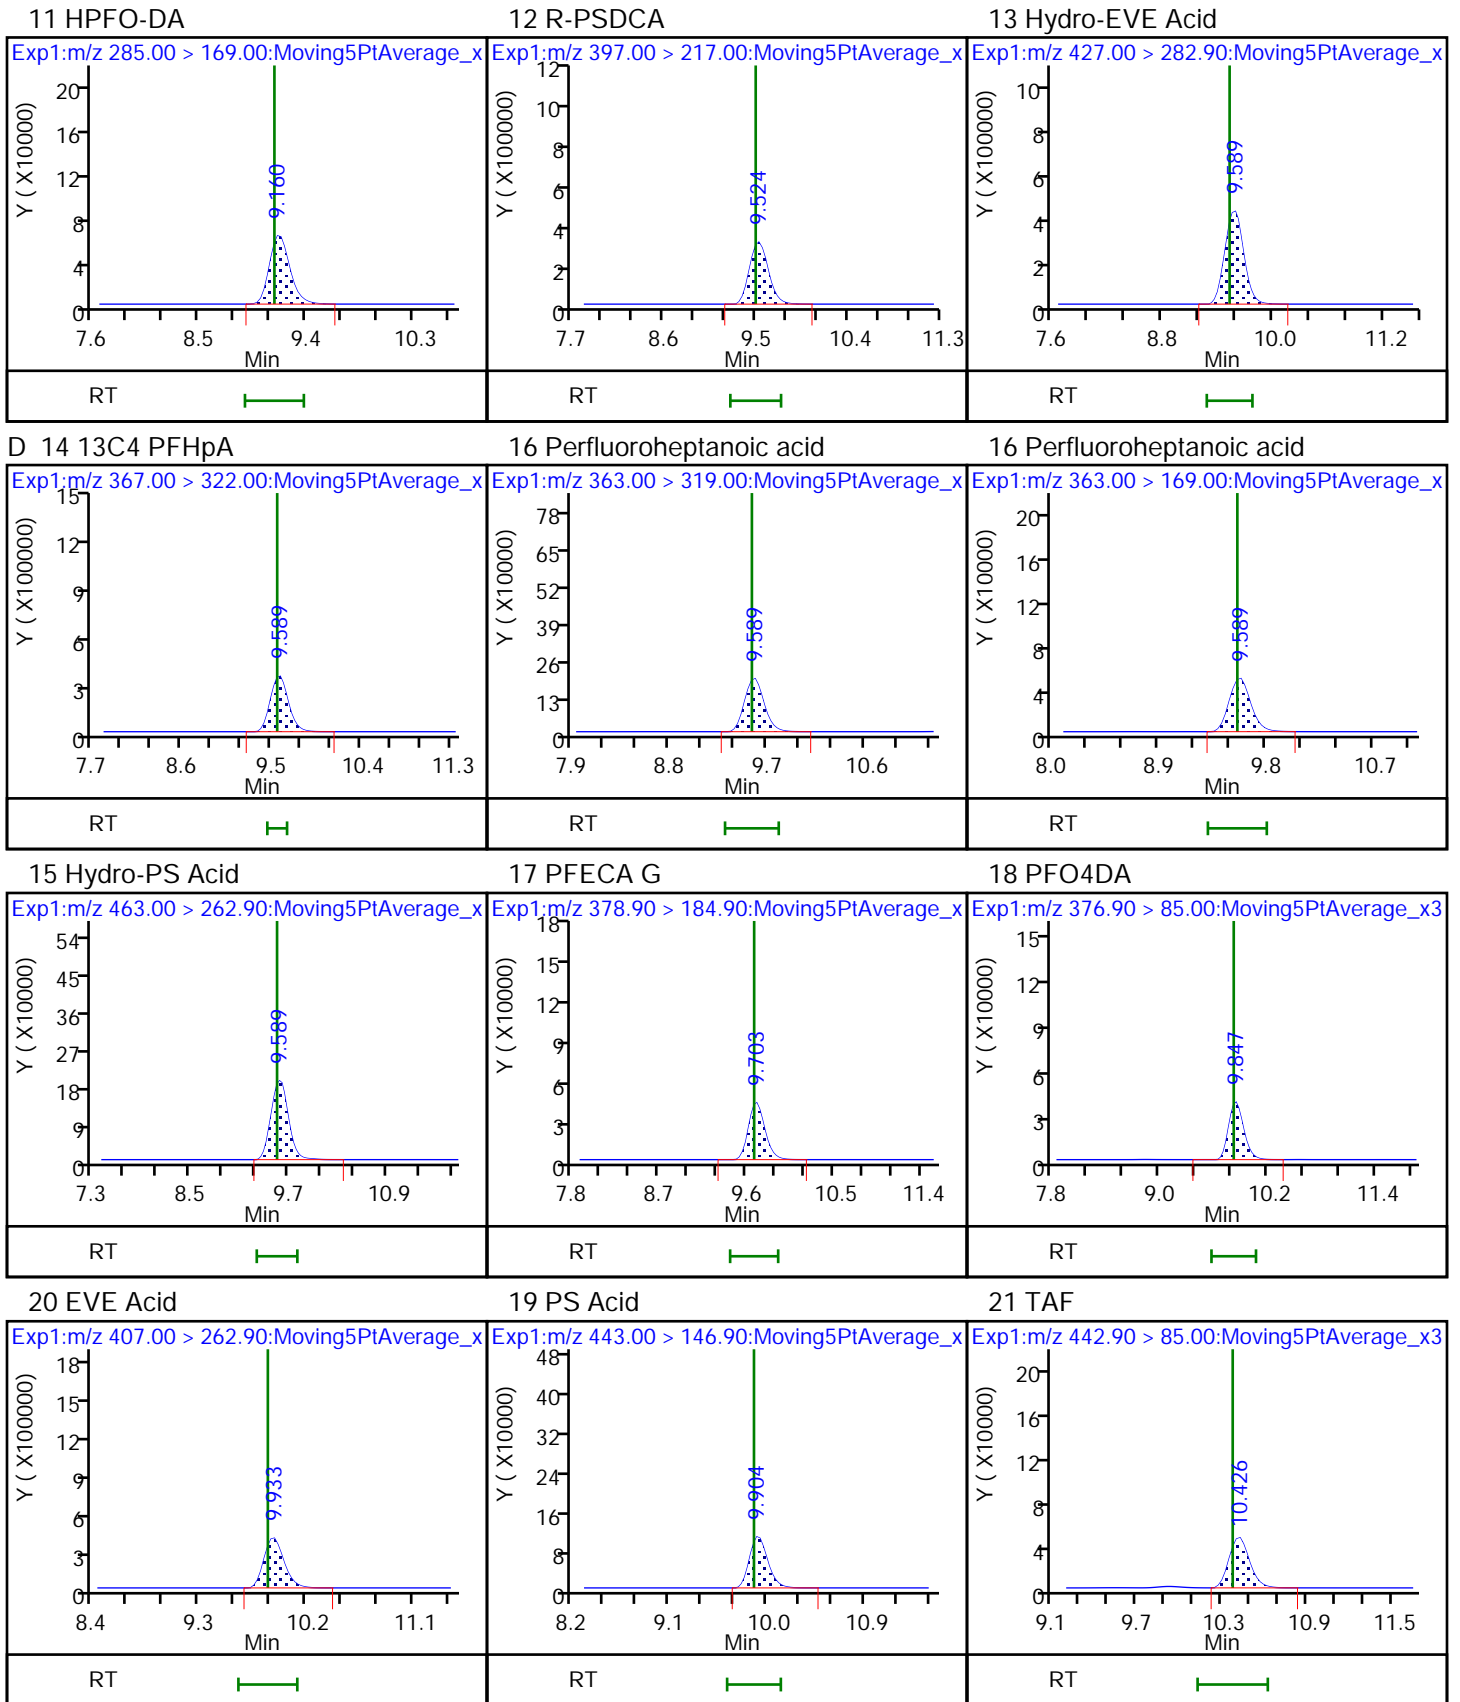 11 HPFO-DA
Exp1:m/z 285.00 > 169.00:Moving5PtAverage_x
Y ( X100000)
20
16
12
8
4
0
9.160
7.6 8.5 9.4 10.3
Min
RT
12 R-PSDCA
Exp1:m/z 397.00 > 217.00:Moving5PtAverage_x
Y ( X1000000)
12
10
8
6
4
2
0
9.524
7.7 8.6 9.5 10.4 11.3
Min
RT
13 Hydro-EVE Acid
Exp1:m/z 427.00 > 282.90:Moving5PtAverage_x
Y ( X100000)
10
8
6
4
2
0
9.589
7.6 8.8 10.0 11.2
Min
RT
D 14 13C4 PFHpA
Exp1:m/z 367.00 > 322.00:Moving5PtAverage_x
Y ( X100000)
15
12
9
6
3
0
9.589
7.7 8.6 9.5 10.4 11.3
Min
RT
16 Perfluoroheptanoic acid
Exp1:m/z 363.00 > 319.00:Moving5PtAverage_x
Y ( X10000)
78
65
52
39
26
13
0
9.589
7.9 8.8 9.7 10.6
Min
RT
16 Perfluoroheptanoic acid
Exp1:m/z 363.00 > 169.00:Moving5PtAverage_x
Y ( X10000)
20
16
12
8
4
0
9.589
8.0 8.9 9.8 10.7
Min
RT
15 Hydro-PS Acid
Exp1:m/z 463.00 > 262.90:Moving5PtAverage_x
Y ( X10000)
54
45
36
27
18
9
0
9.589
7.3 8.5 9.7 10.9
Min
RT
17 PFECA G
Exp1:m/z 378.90 > 184.90:Moving5PtAverage_x
Y ( X100000)
18
15
12
9
6
3
0
9.703
7.8 8.7 9.6 10.5 11.4
Min
RT
18 PFO4DA
Exp1:m/z 376.90 > 85.00:Moving5PtAverage_x3
Y ( X10000)
15
12
9
6
3
0
9.847
7.8 9.0 10.2 11.4
Min
RT
20 EVE Acid
Exp1:m/z 407.00 > 262.90:Moving5PtAverage_x
Y ( X100000)
18
15
12
9
6
3
0
9.933
8.4 9.3 10.2 11.1
Min
RT
19 PS Acid
Exp1:m/z 443.00 > 146.90:Moving5PtAverage_x
Y ( X10000)
48
40
32
24
16
8
0
9.904
8.2 9.1 10.0 10.9
Min
RT
21 TAF
Exp1:m/z 442.90 > 85.00:Moving5PtAverage_x3
Y ( X10000)
20
16
12
8
4
0
10.426
9.1 9.7 10.3 10.9 11.5
Min
RT